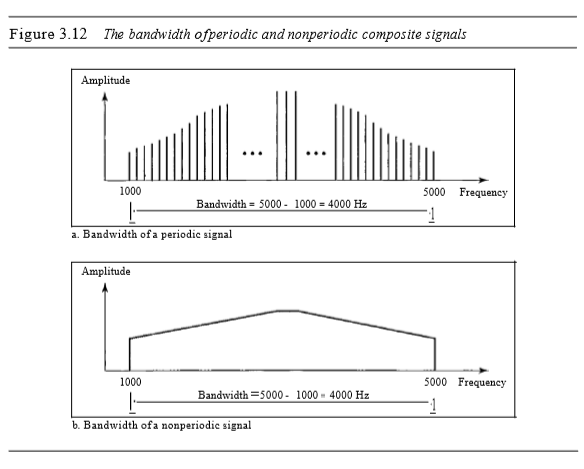 Figure 3.12 The bandwidth ofperiodic and nonperiodic composite signals
Amplitude
1000 5000 Frequency
Bandwidth = 5000 - 1000 = 4000 Hz
a. Bandwidth of a periodic signal
Amplitude
1000 5000 Frequency
Bandwidth = 5000 - 1000 = 4000 Hz
b. Bandwidth of a nonperiodic signal